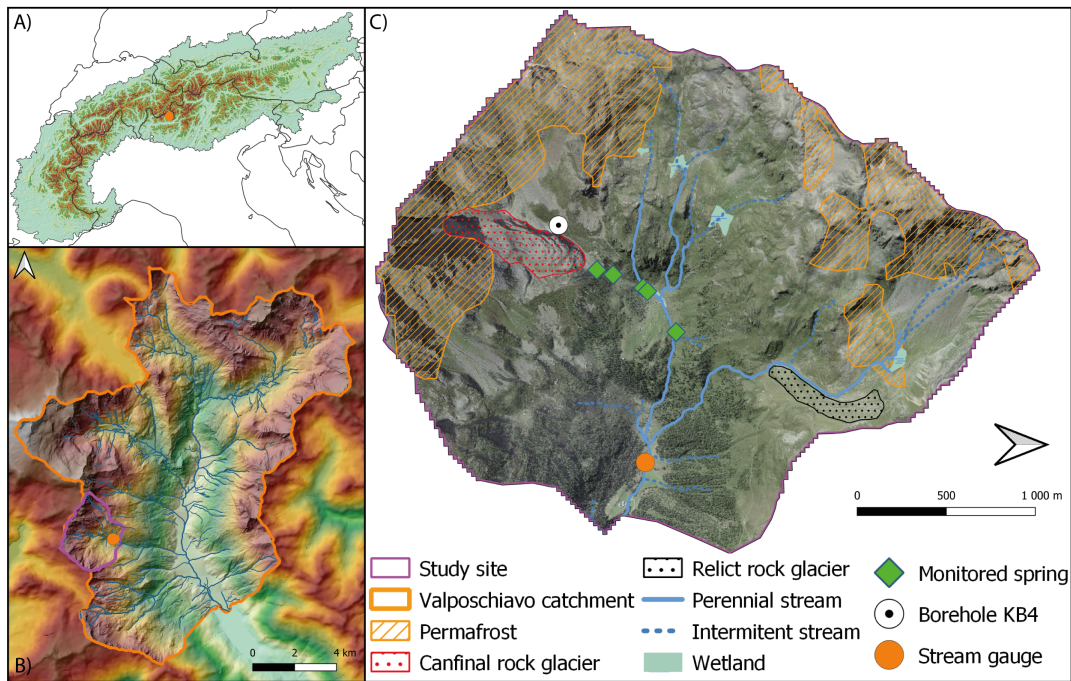 A)
B)
0 2 4 km
C)
0 500 1 000 m
Study site
Valposchiavo catchment
Permafrost
Canfinal rock glacier
Relict rock glacier
Perennial stream
Intermitent stream
Wetland
Monitored spring
Borehole KB4
Stream gauge